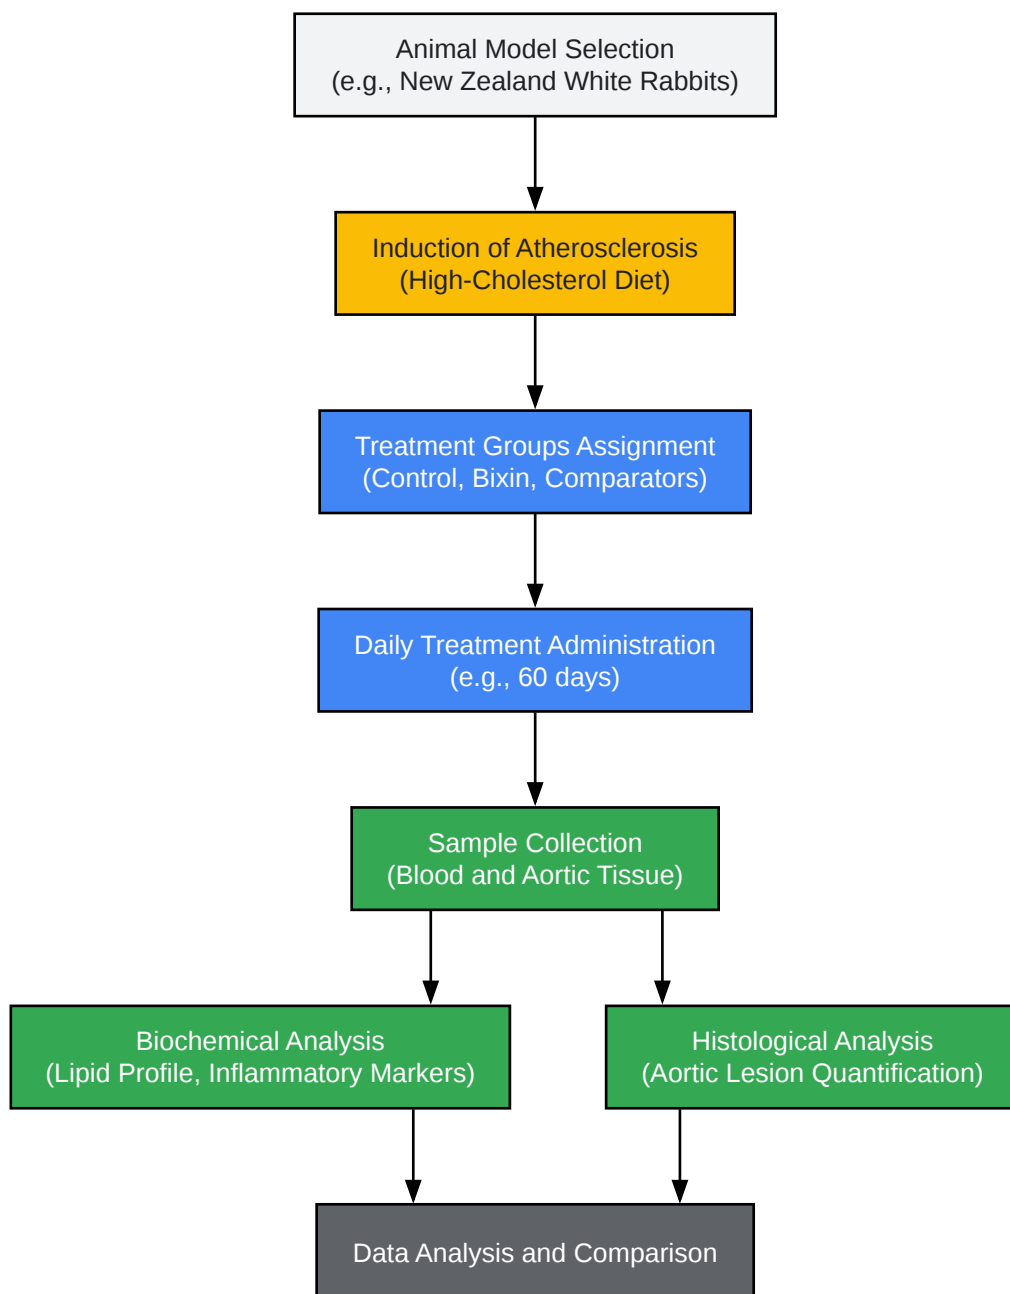 Animal Model Selection
(e.g., New Zealand White Rabbits)
Induction of Atherosclerosis
(High-Cholesterol Diet)
Treatment Groups Assignment
(Control, Bixin, Comparators)
Daily Treatment Administration
(e.g., 60 days)
Sample Collection
(Blood and Aortic Tissue)
Biochemical Analysis
(Lipid Profile, Inflammatory Markers)
Histological Analysis
(Aortic Lesion Quantification)
Data Analysis and Comparison